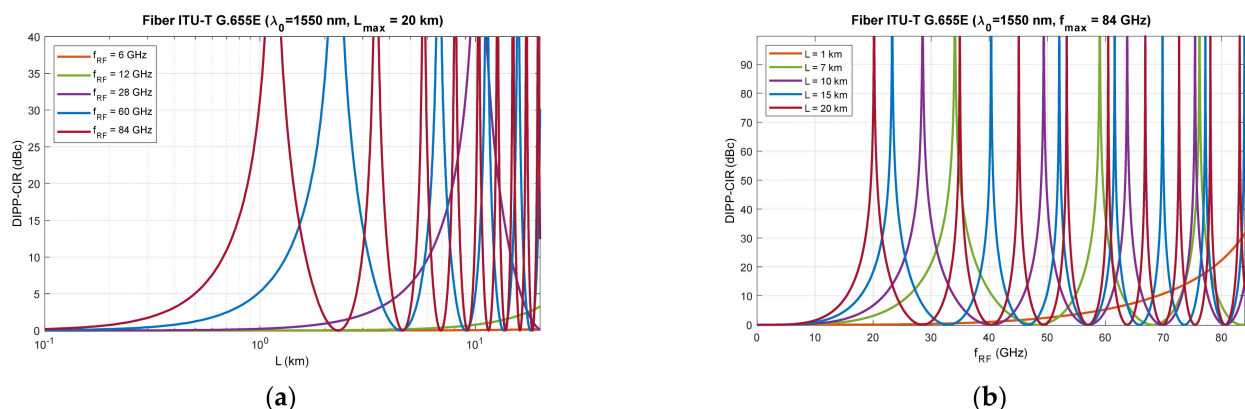 Fiber ITU-T G.655E (λ0=1550 nm, Lmax = 20 km)
DIPP-CIR (dBc)
40
35
30
25
20
15
10
5
0
fRF = 6 GHz
fRF = 12 GHz
fRF = 28 GHz
fRF = 60 GHz
fRF = 84 GHz
10-1
100
101
L (km)
(a)
Fiber ITU-T G.655E (λ0=1550 nm, fmax = 84 GHz)
DIPP-CIR (dBc)
90
80
70
60
50
40
30
20
10
0
L = 1 km
L = 7 km
L = 10 km
L = 15 km
L = 20 km
0
10
20
30
40
50
60
70
80
fRF (GHz)
(b)